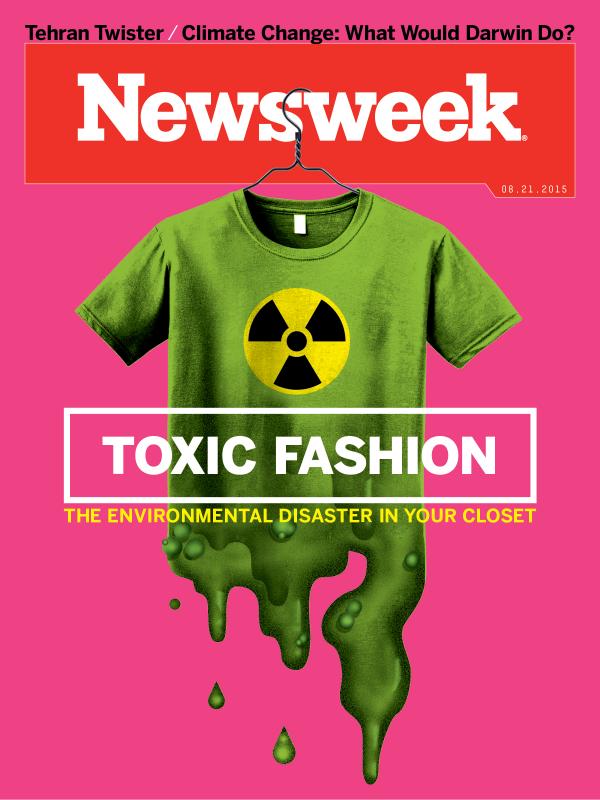 Tehran Twister / Climate Change: What Would Darwin Do?
Newsweek®
08.21.2015
TOXIC FASHION
THE ENVIRONMENTAL DISASTER IN YOUR CLOSET